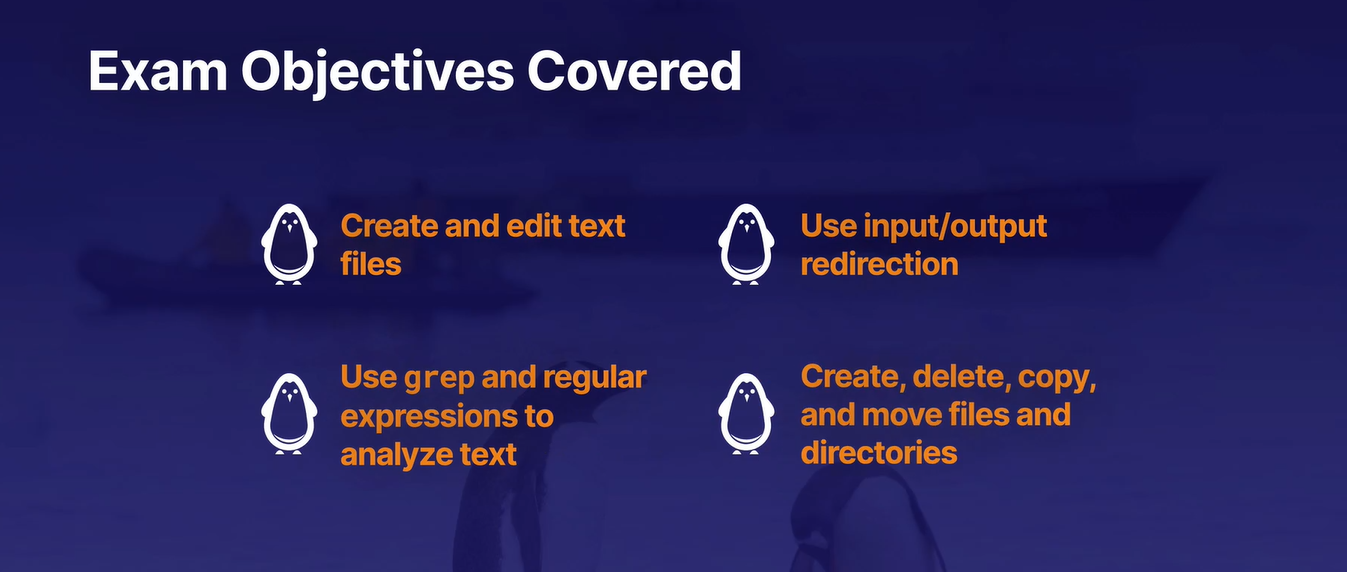 Exam Objectives Covered
Create and edit text
files
Use input/output
redirection
Use grep and regular
expressions to
analyze text
Create, delete, copy,
and move files and
directories